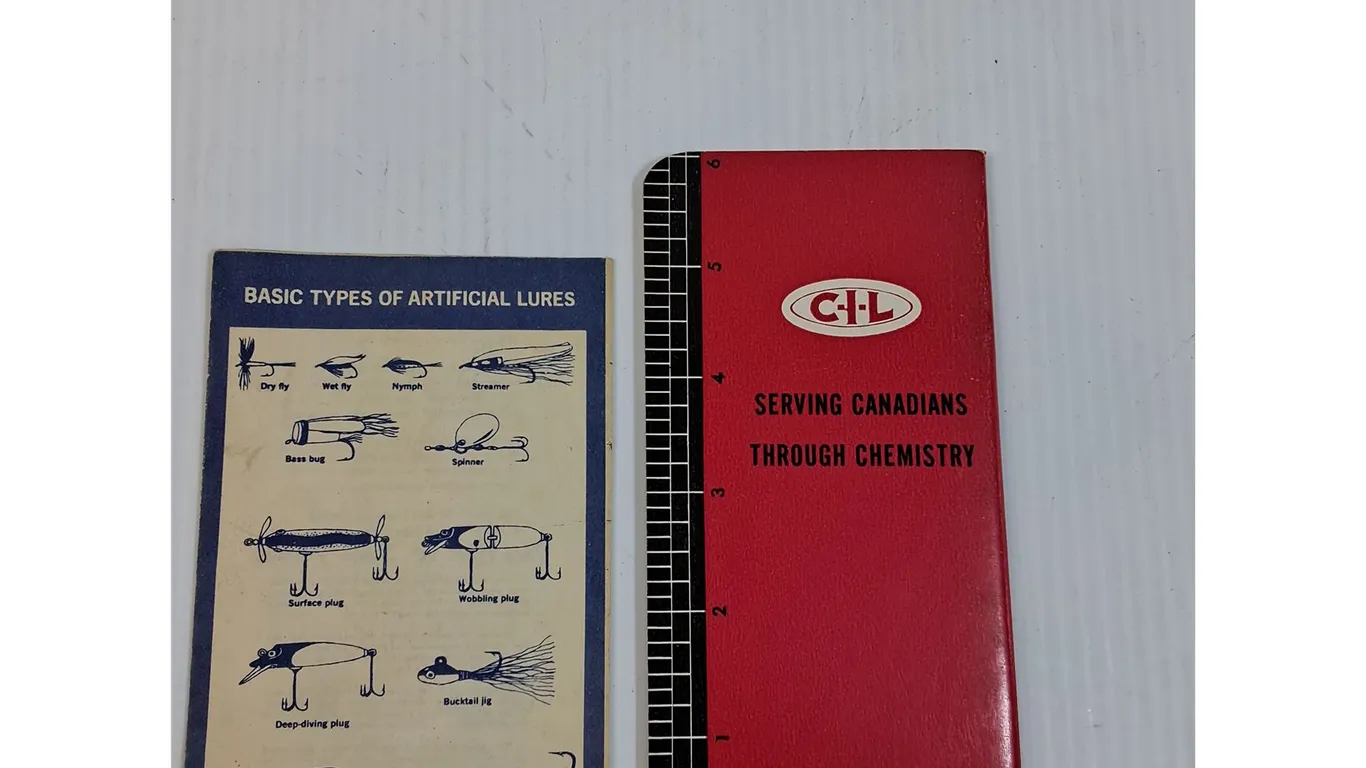 BASIC TYPES OF ARTIFICIAL LURES
Dry fly
Wet fly
Nymph
Streamer
Bass bug
Spinner
Surface plug
Wobbling plug
Deep-diving plug
Bucktail jig
6
5
4
3
2
1
C-I-L
SERVING CANADIANS
THROUGH CHEMISTRY